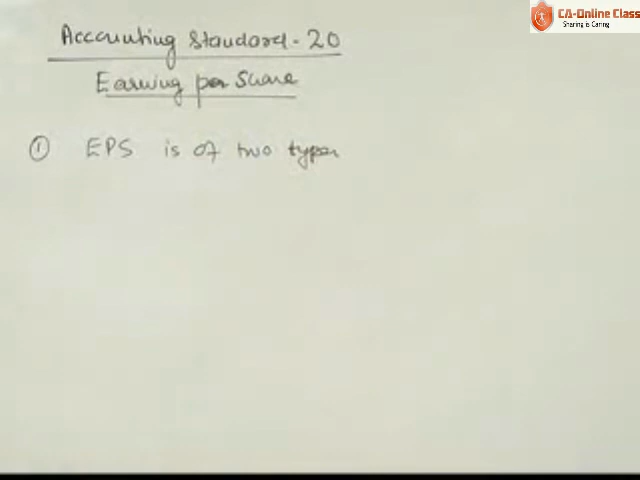 CA-Online Class
Sharing is Caring
Accounting Standard - 20
Earning per Share
① EPS is of two types